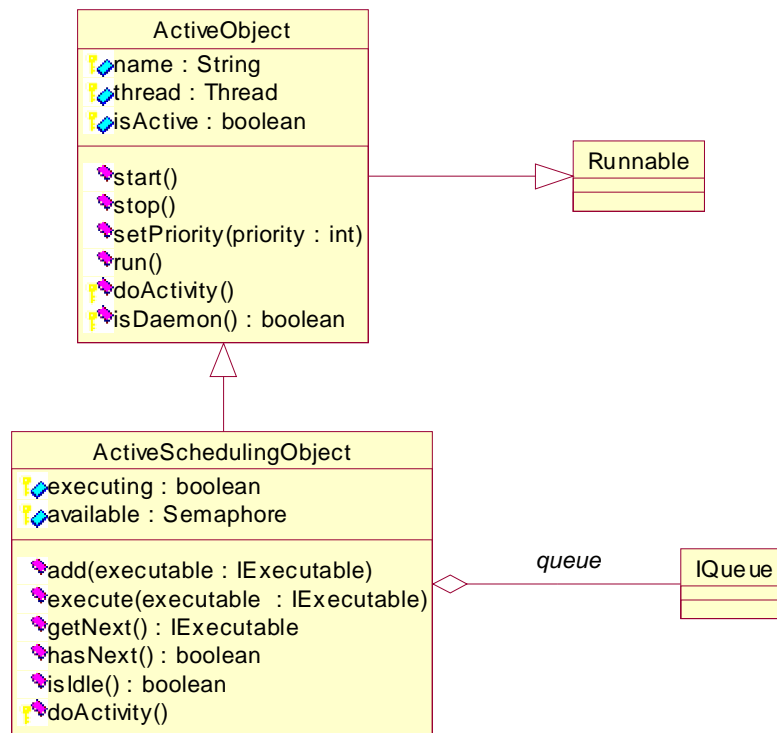 ActiveObject
name : String
thread : Thread
isActive : boolean
start()
stop()
setPriority(priority : int)
run()
doActivity()
isDaemon() : boolean
Runnable
ActiveSchedulingObject
executing : boolean
available : Semaphore
add(executable : IExecutable)
execute(executable : IExecutable)
getNext() : IExecutable
hasNext() : boolean
isIdle() : boolean
doActivity()
queue
IQueue